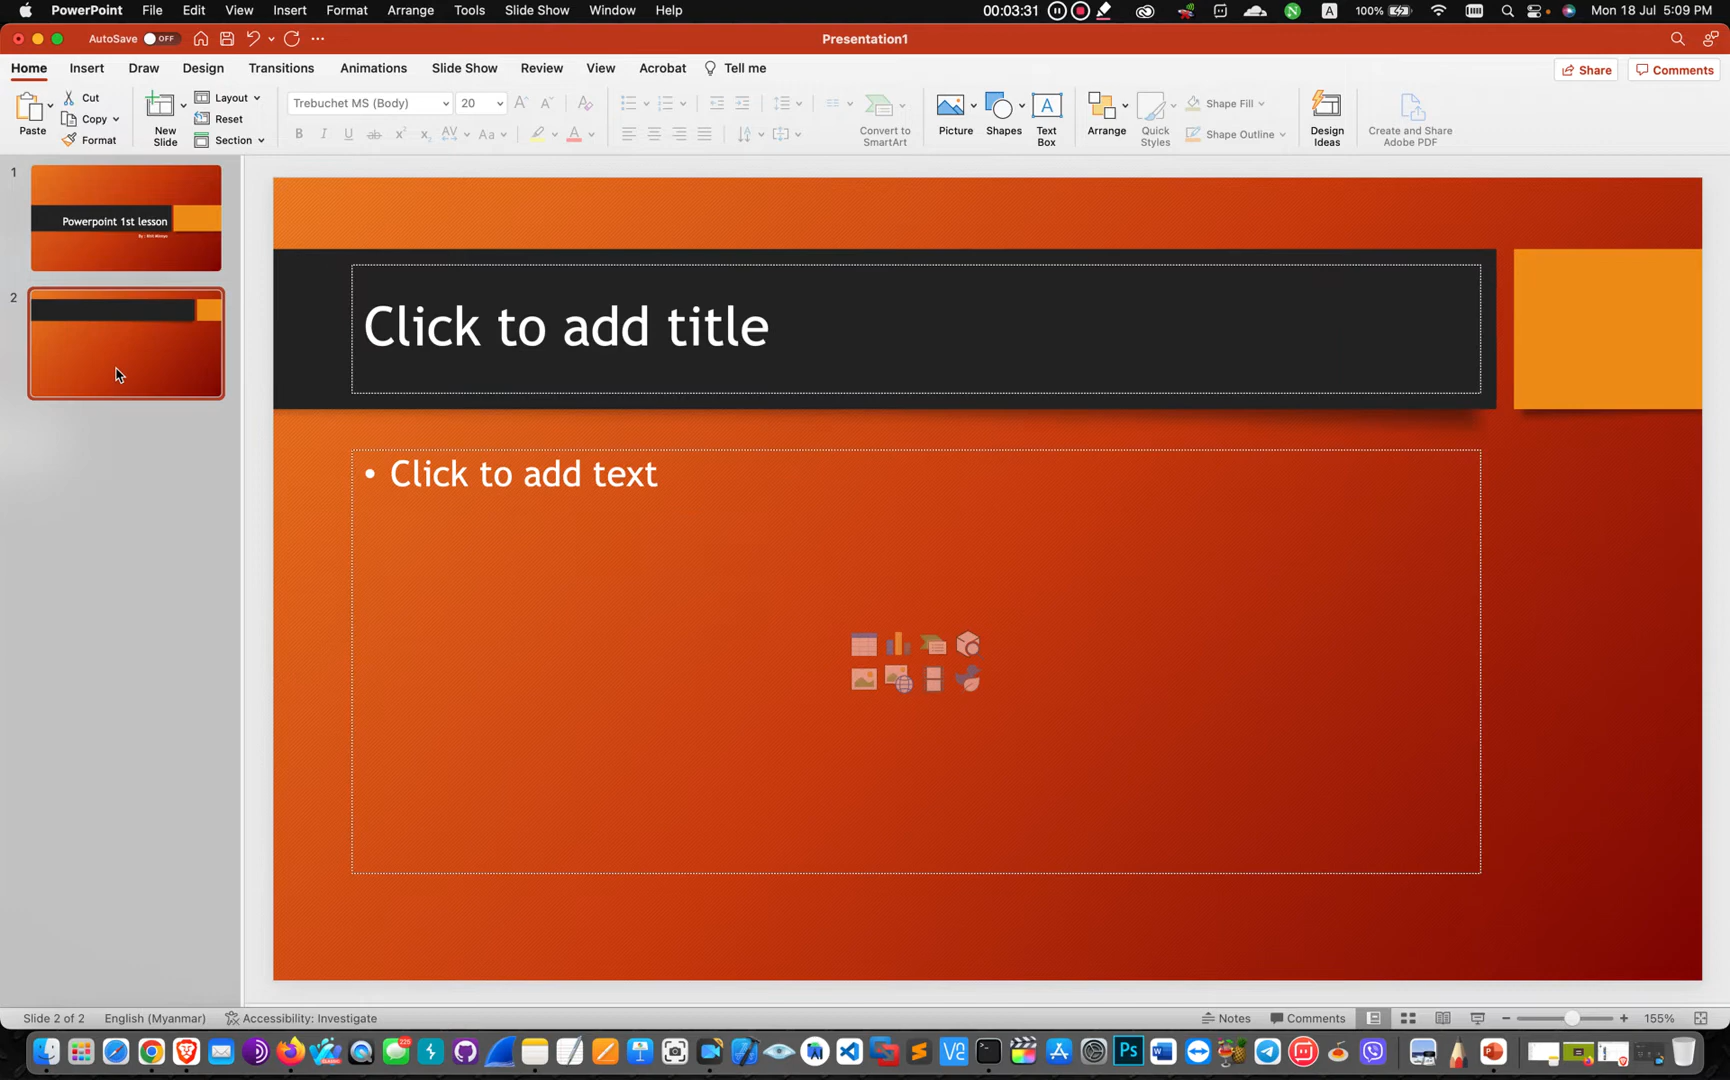 PowerPoint File Edit View Insert Format Arrange Tools Slide Show Window Help 00:03:31 A 100% Mon 18 Jul 5:09 PM
AutoSave OFF Presentation1
Home Insert Draw Design Transitions Animations Slide Show Review View Acrobat Tell me Share Comments
Paste
Cut
Copy
Format
New
Slide
Layout
Reset
Section
Trebuchet MS (Body) 20
Convert to
SmartArt
Picture
Shapes
Text
Box
Arrange
Quick
Styles
Shape Fill
Shape Outline
Design
Ideas
Create and Share
Adobe PDF
1
Powerpoint 1st lesson
2
Click to add title
• Click to add text
Slide 2 of 2 English (Myanmar) Accessibility: Investigate Notes Comments 155%
225
Ps